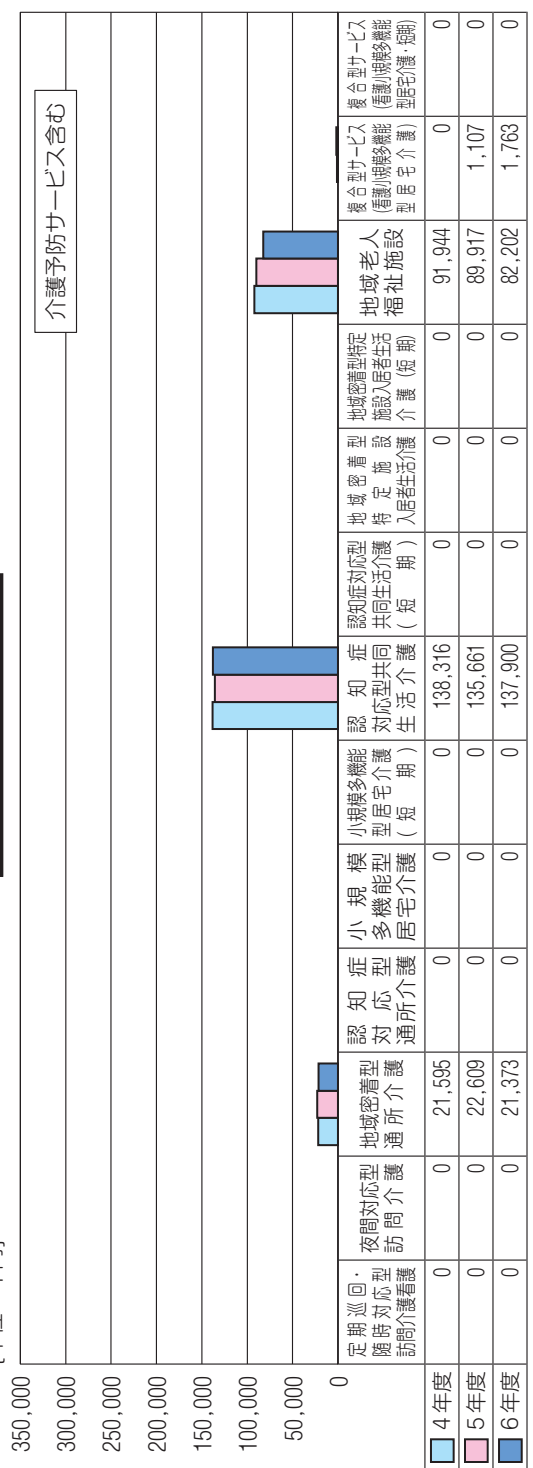 350,000
300,000
250,000
200,000
150,000
100,000
50,000
0
介護予防サービス含む
定期巡回・
随時対応型
訪問介護看護
夜間対応型
訪問介護
地域密着型
通所介護
認知症
対応型
通所介護
小規模
多機能型
居宅介護
小規模多機能
型居宅介護
(短期)
認知症
対応型共同
生活介護
認知症対応型
共同生活介護
(短期)
地域密着型
特定施設
入居者生活介護
地域密着型特定
施設入居者生活
介護(短期)
地域老人
福祉施設
複合型サービス
(看護小規模多機能
型居宅介護)
複合型サービス
(看護小規模多機能
型居宅介護・短期)
4年度 0 0 21,595 0 0 0 138,316 0 0 0 91,944 0 0
5年度 0 0 22,609 0 0 0 135,661 0 0 0 89,917 1,107 0
6年度 0 0 21,373 0 0 0 137,900 0 0 0 82,202 1,763 0